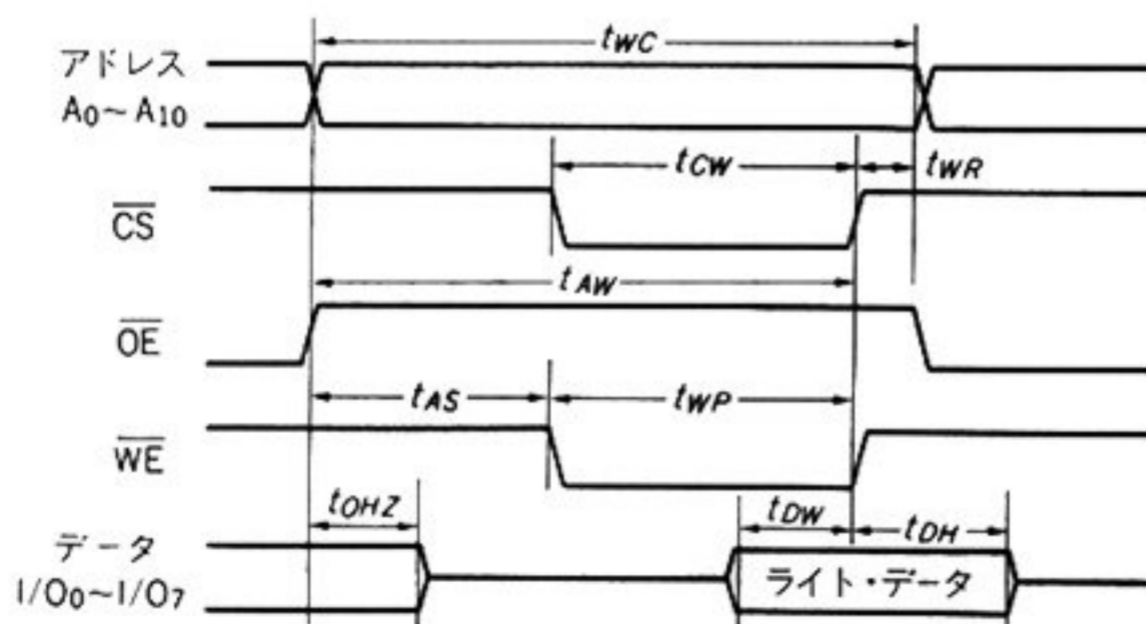 tWC
アドレス
A0~A10
tCW
tWR
CS
tAW
OE
tAS
tWP
WE
tOHZ
tDW
tDH
データ
I/O0~I/O7
ライト・データ